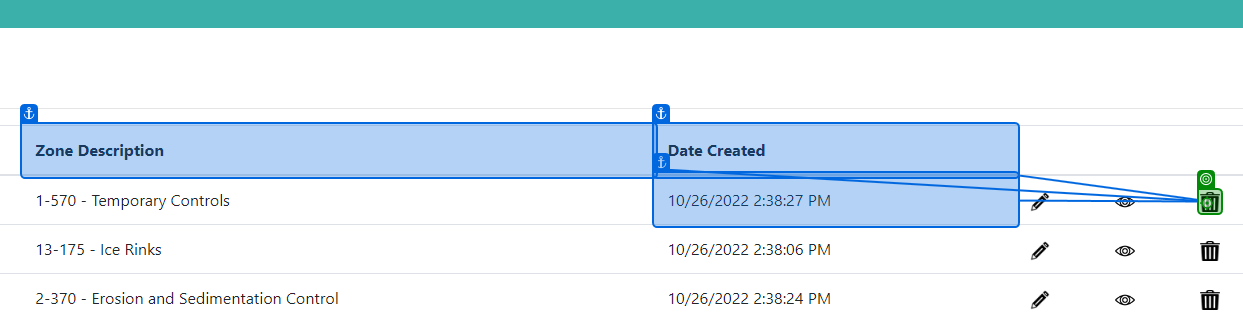 Zone Description Date Created
1-570 - Temporary Controls 10/26/2022 2:38:27 PM
13-175 - Ice Rinks 10/26/2022 2:38:06 PM
2-370 - Erosion and Sedimentation Control 10/26/2022 2:38:24 PM